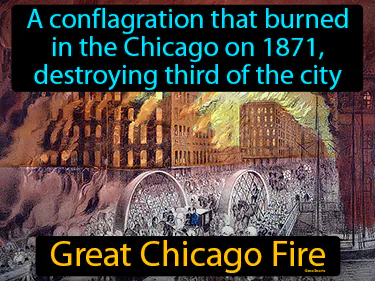 A conflagration that burned
in the Chicago on 1871,
destroying third of the city
Great Chicago Fire